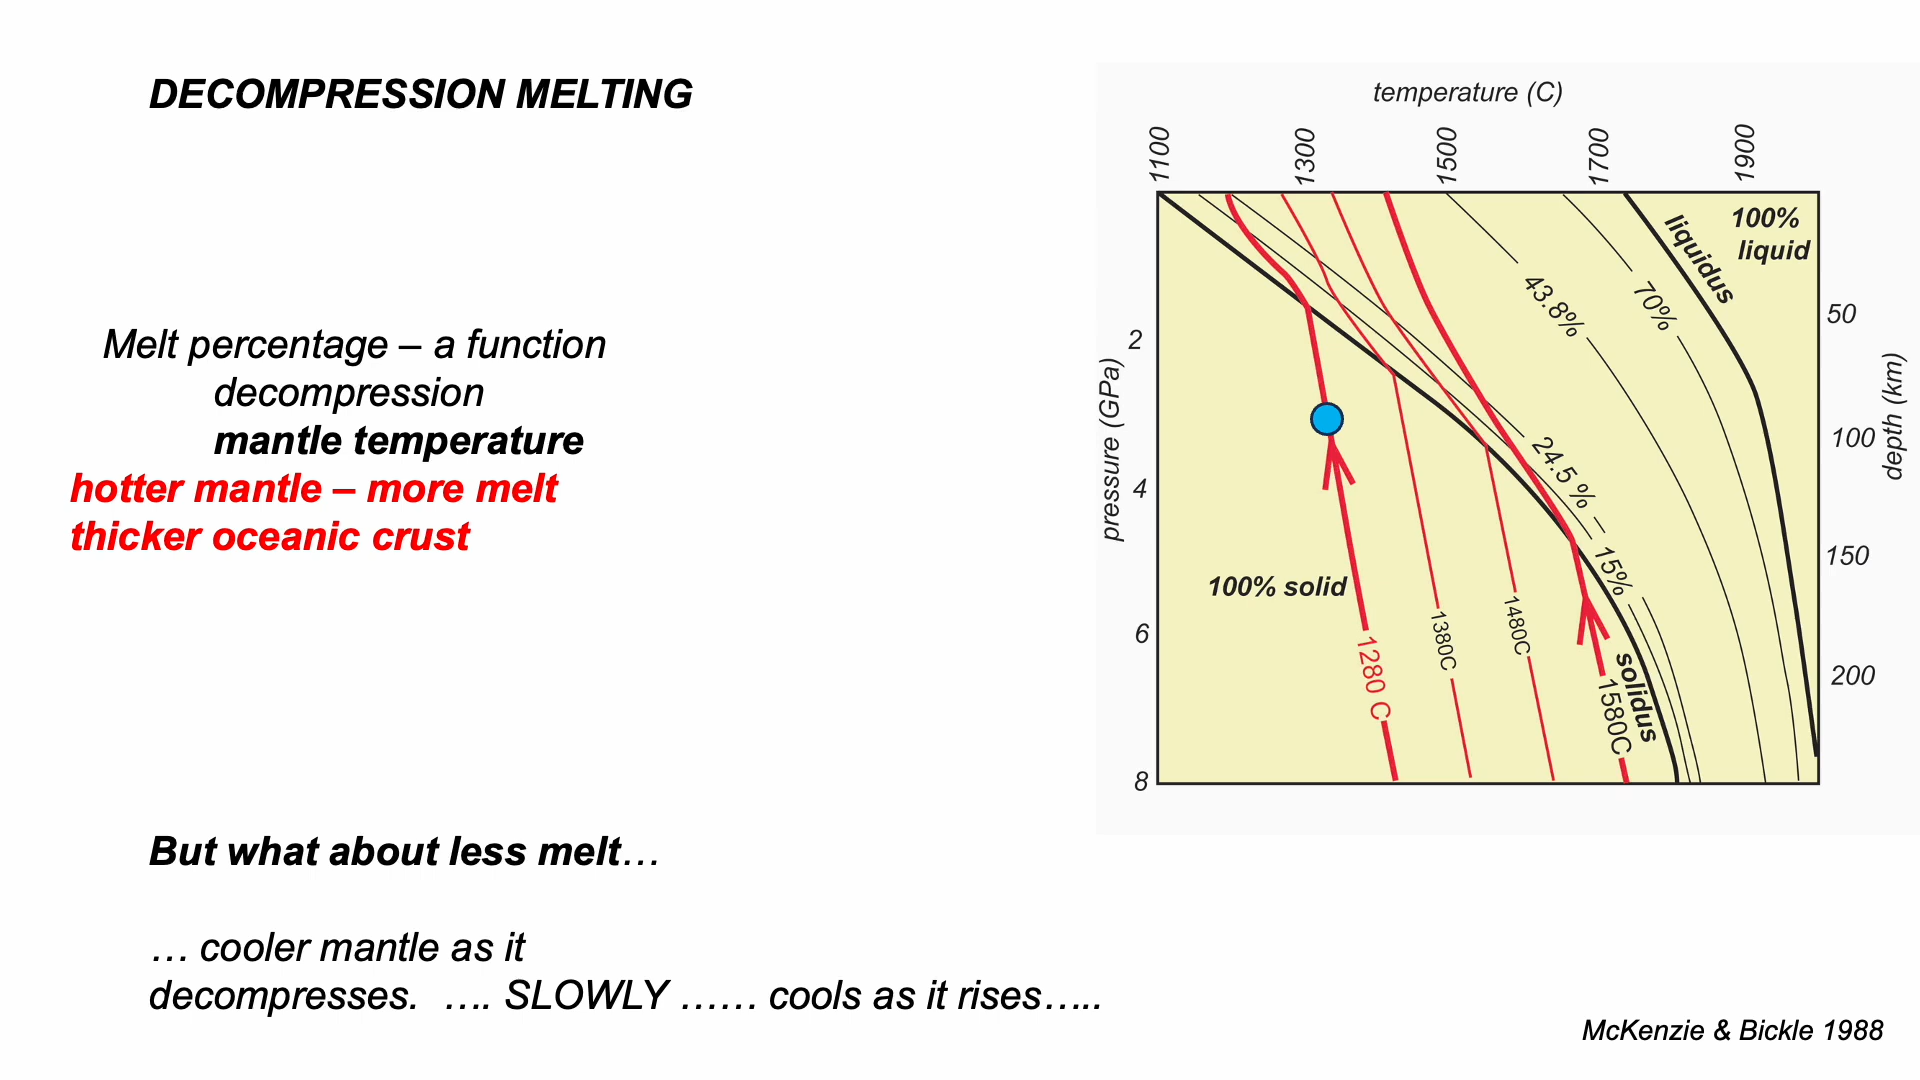 DECOMPRESSION MELTING
Melt percentage – a function
decompression
mantle temperature
hotter mantle – more melt
thicker oceanic crust
But what about less melt…
… cooler mantle as it
decompresses.  …. SLOWLY …… cools as it rises…..
temperature (C)
1100
1300
1500
1700
1900
pressure (GPa)
2
4
6
8
depth (km)
50
100
150
200
100%
liquid
liquidus
70%
43.8%
24.5 %
15%
solidus
100% solid
1280 C
1380C
1480C
1580C
McKenzie & Bickle 1988